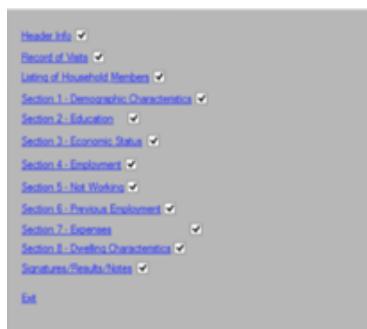 Header Info
Record of Visits
Listing of Household Members
Section 1 - Demographic Characteristics
Section 2 - Education
Section 3 - Economic Status
Section 4 - Employment
Section 5 - Not Working
Section 6 - Previous Employment
Section 7 - Expenses
Section 8 - Dwelling Characteristics
Signatures/Results/Notes
Exit